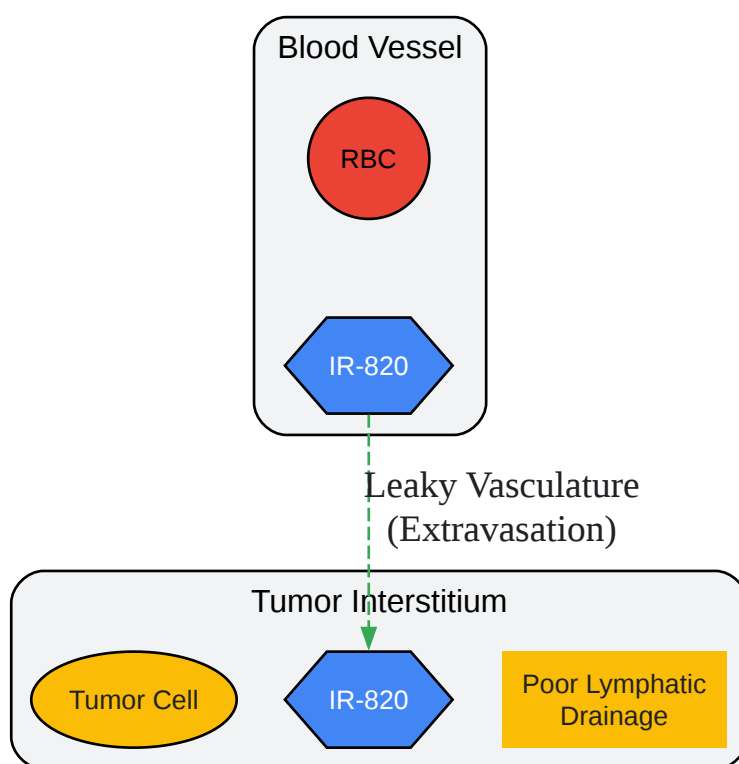 Blood Vessel
RBC
IR-820
Leaky Vasculature
(Extravasation)
Tumor Interstitium
Tumor Cell
IR-820
Poor Lymphatic
Drainage